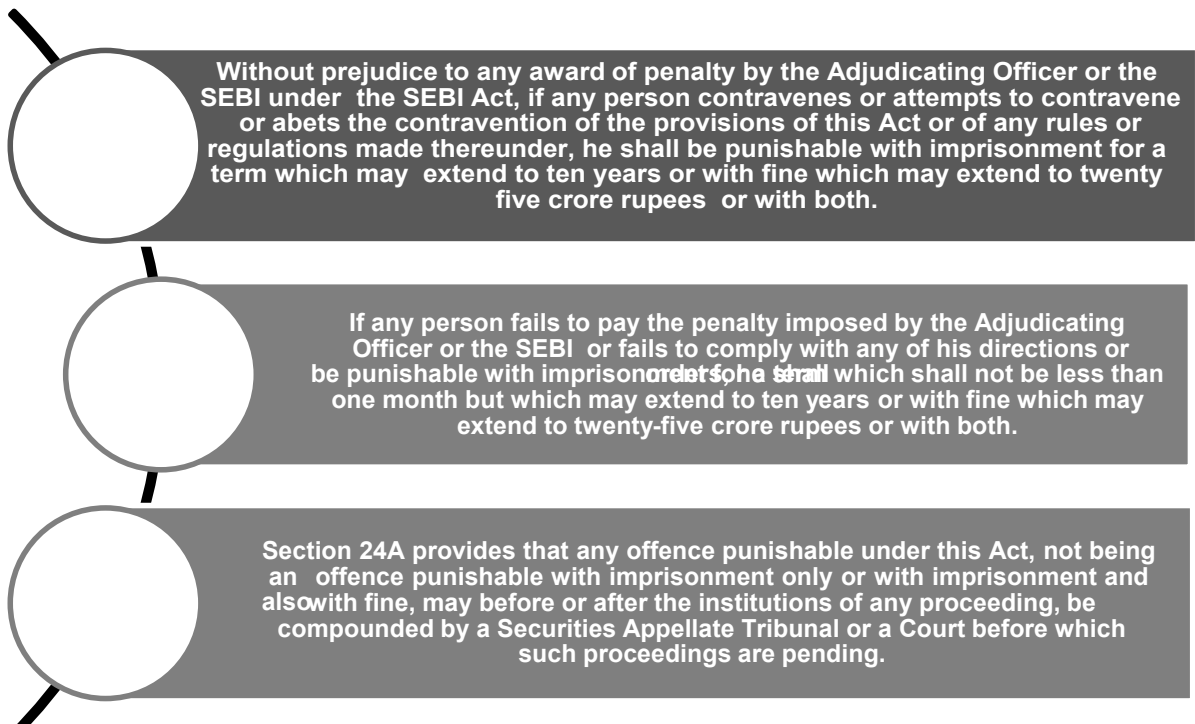 Without prejudice to any award of penalty by the Adjudicating Officer or the
SEBI under the SEBI Act, if any person contravenes or attempts to contravene
or abets the contravention of the provisions of this Act or of any rules or
regulations made thereunder, he shall be punishable with imprisonment for a
term which may extend to ten years or with fine which may extend to twenty
five crore rupees or with both.
If any person fails to pay the penalty imposed by the Adjudicating
Officer or the SEBI or fails to comply with any of his directions or
be punishable with which shall not be less than
one month but which may extend to ten years or with fine which may
extend to twenty-five crore rupees or with both.
Section 24A provides that any offence punishable under this Act, not being
an offence punishable with imprisonment only or with imprisonment and
also with fine, may before or after the institutions of any proceeding, be
compounded by a Securities Appellate Tribunal or a Court before which
such proceedings are pending.